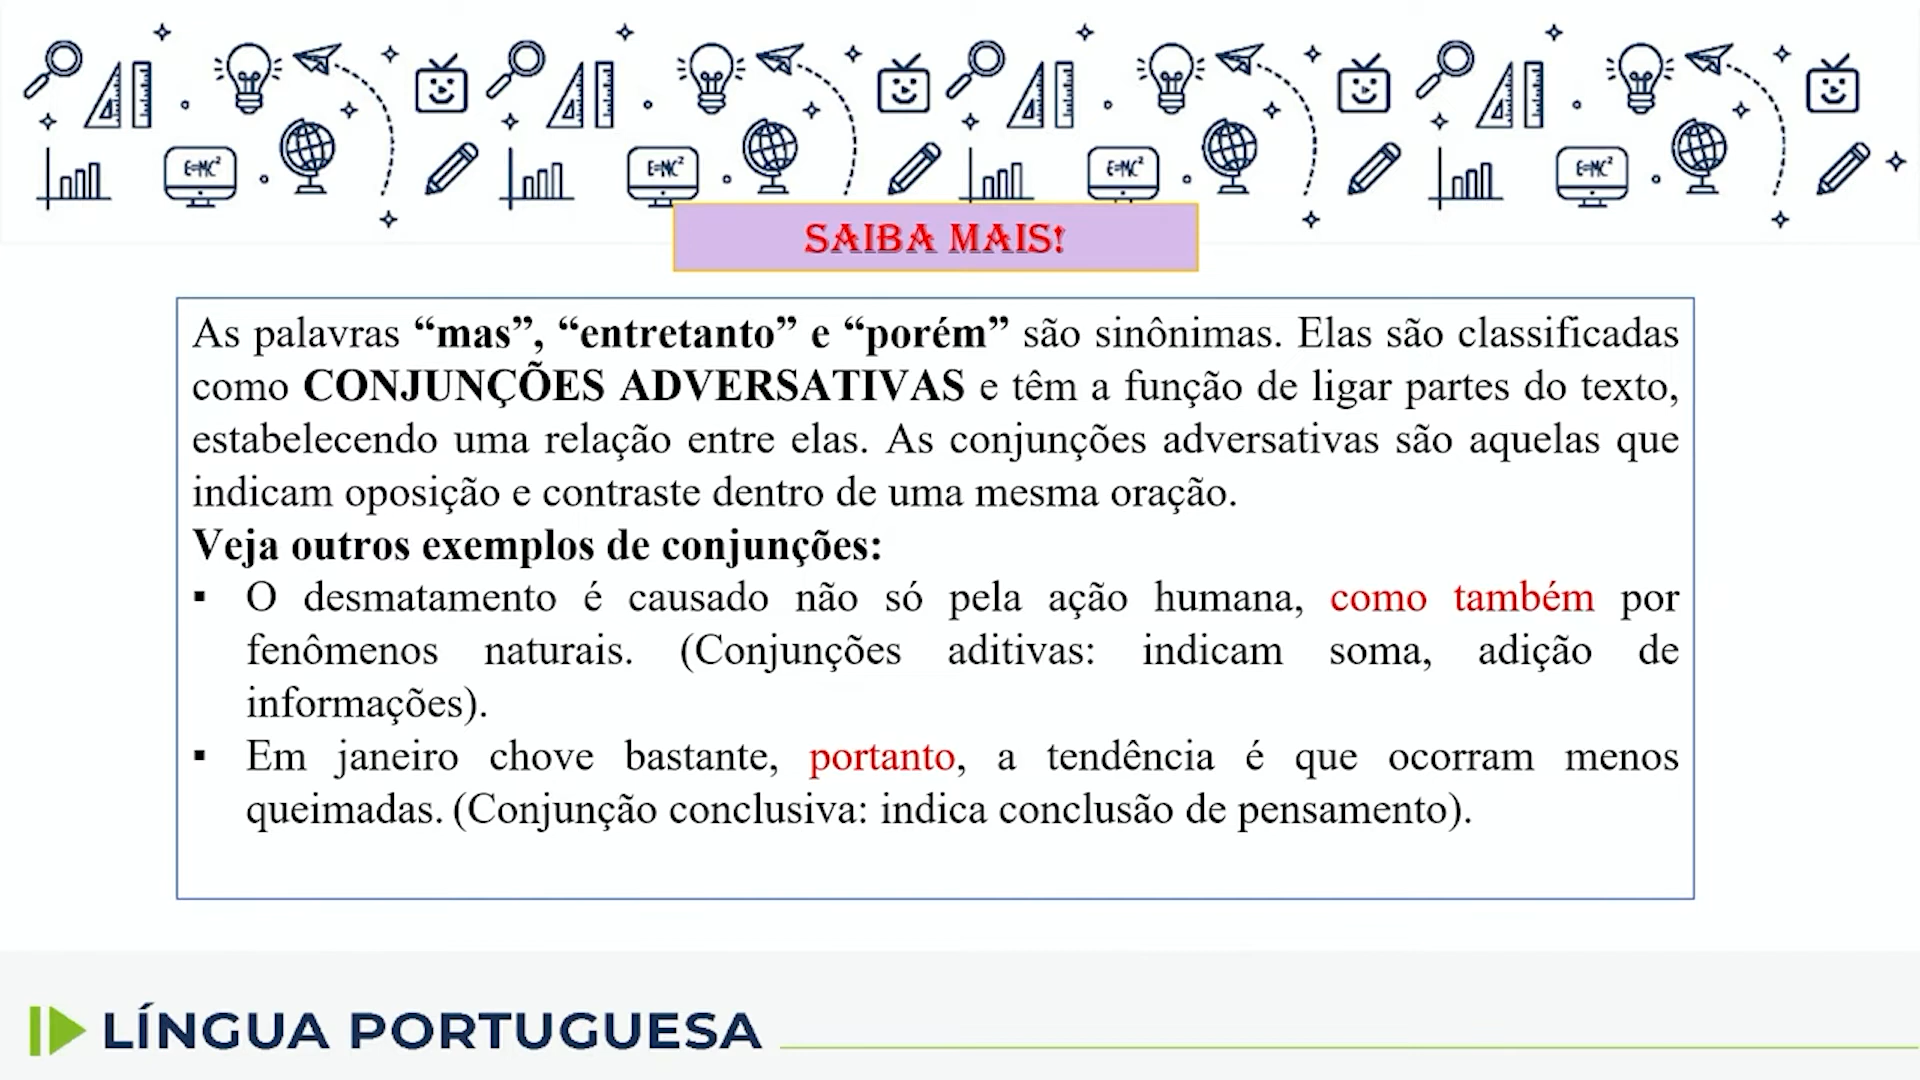 E=MC²
E=MC²
E=MC²
E=MC²
SAIBA MAIS!
As palavras “mas”, “entretanto” e “porém” são sinônimas. Elas são classificadas
como CONJUNÇÕES ADVERSATIVAS e têm a função de ligar partes do texto,
estabelecendo uma relação entre elas. As conjunções adversativas são aquelas que
indicam oposição e contraste dentro de uma mesma oração.
Veja outros exemplos de conjunções:
▪ O desmatamento é causado não só pela ação humana, como também por
fenômenos naturais. (Conjunções aditivas: indicam soma, adição de
informações).
▪ Em janeiro chove bastante, portanto, a tendência é que ocorram menos
queimadas. (Conjunção conclusiva: indica conclusão de pensamento).
LÍNGUA PORTUGUESA